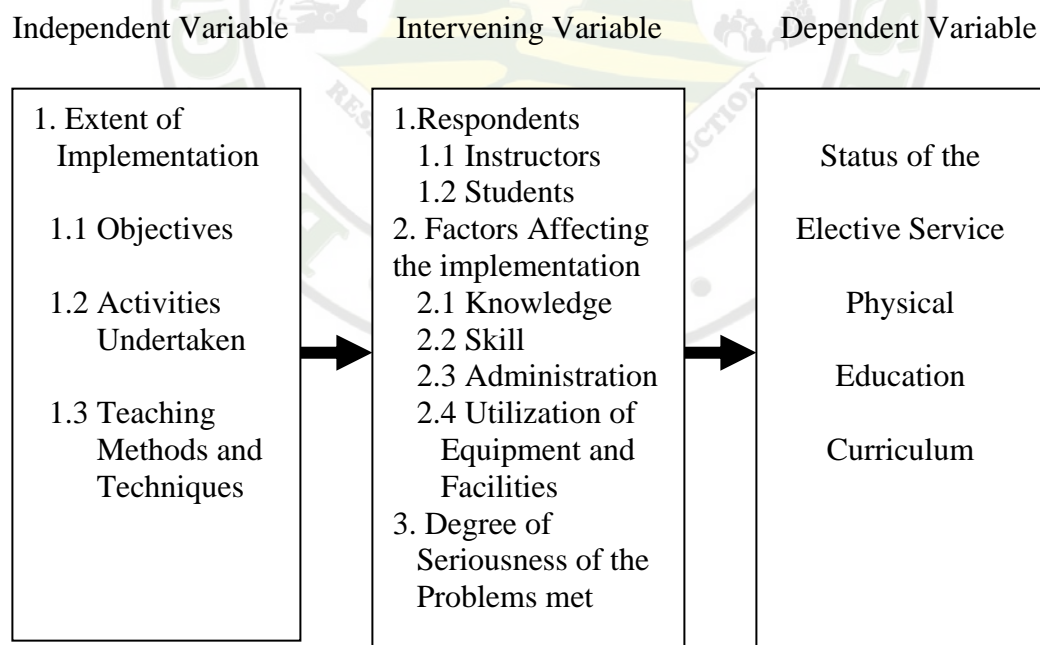 Independent Variable
Intervening Variable
Dependent Variable
1. Extent of
Implementation
1.1 Objectives
1.2 Activities
Undertaken
1.3 Teaching
Methods and
Techniques
1.Respondents
1.1 Instructors
1.2 Students
2. Factors Affecting
the implementation
2.1 Knowledge
2.2 Skill
2.3 Administration
2.4 Utilization of
Equipment and
Facilities
3. Degree of
Seriousness of the
Problems met
Status of the
Elective Service
Physical
Education
Curriculum